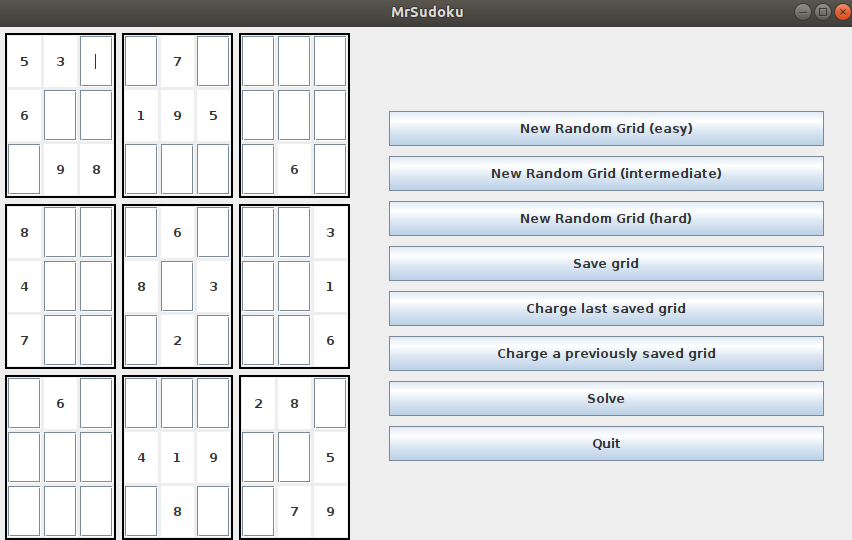 MrSudoku
5 3 7
6 1 9 5
9 8 6
8 6 3
4 8 3 1
7 2 6
6 2 8
4 1 9 5
8 7 9
New Random Grid (easy)
New Random Grid (intermediate)
New Random Grid (hard)
Save grid
Charge last saved grid
Charge a previously saved grid
Solve
Quit